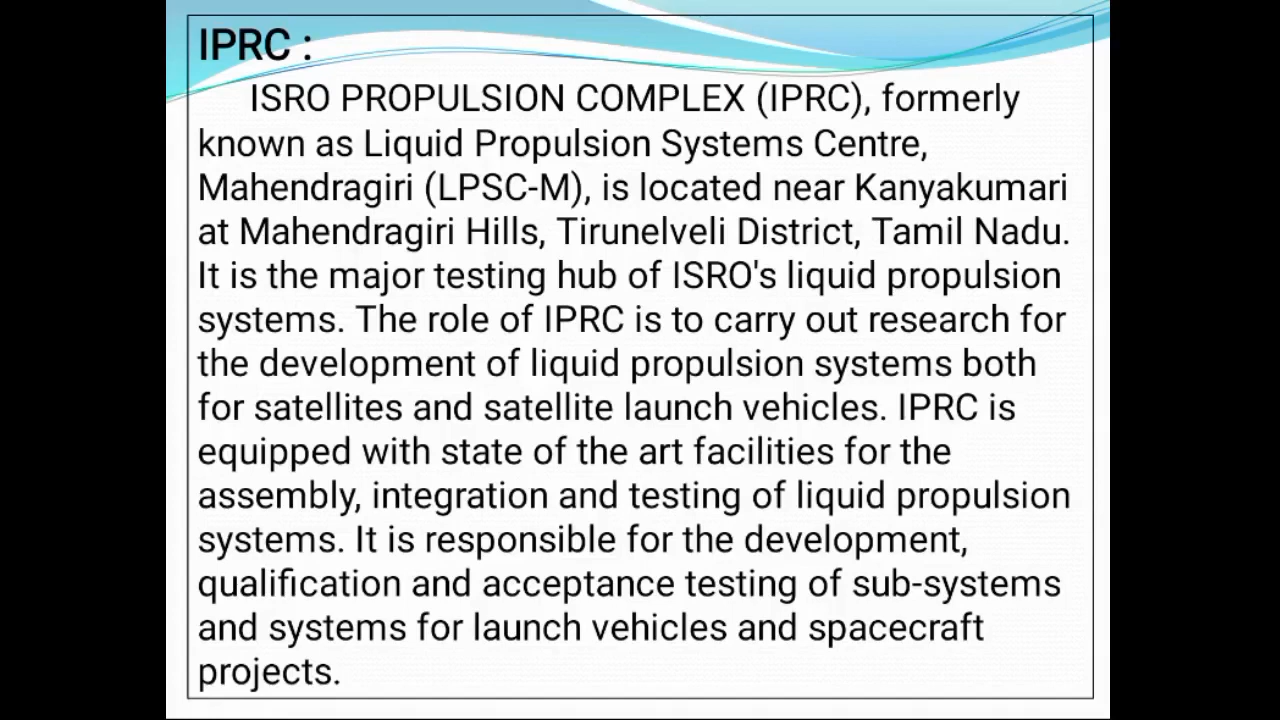 IPRC :
ISRO PROPULSION COMPLEX (IPRC), formerly
known as Liquid Propulsion Systems Centre,
Mahendragiri (LPSC-M), is located near Kanyakumari
at Mahendragiri Hills, Tirunelveli District, Tamil Nadu.
It is the major testing hub of ISRO's liquid propulsion
systems. The role of IPRC is to carry out research for
the development of liquid propulsion systems both
for satellites and satellite launch vehicles. IPRC is
equipped with state of the art facilities for the
assembly, integration and testing of liquid propulsion
systems. It is responsible for the development,
qualification and acceptance testing of sub-systems
and systems for launch vehicles and spacecraft
projects.